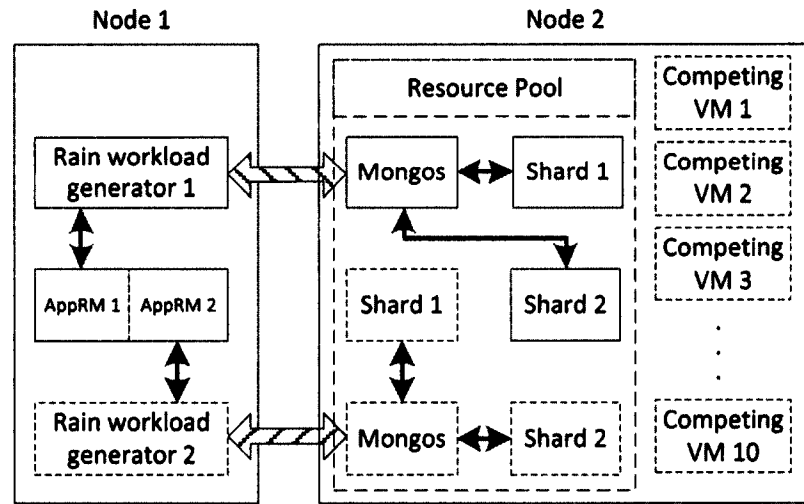 Node 1
Node 2
Resource Pool
Competing
VM 1
Rain workload
generator 1
Mongos
Shard 1
Competing
VM 2
AppRM 1
AppRM 2
Shard 1
Shard 2
Competing
VM 3
Rain workload
generator 2
Mongos
Shard 2
Competing
VM 10